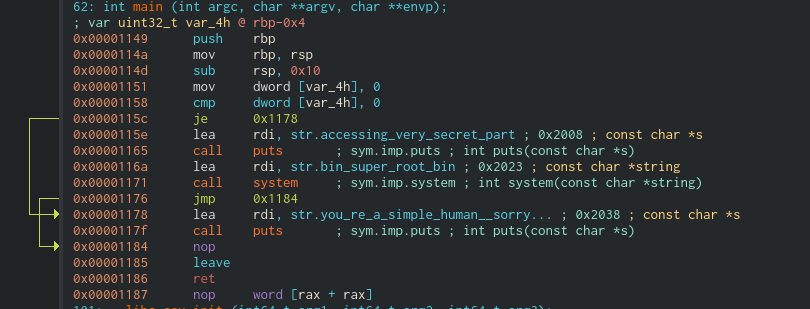 62: int main (int argc, char **argv, char **envp);
; var uint32_t var_4h @ rbp-0x4
0x00001149 push rbp
0x0000114a mov rbp, rsp
0x0000114d sub rsp, 0x10
0x00001151 mov dword [var_4h], 0
0x00001158 cmp dword [var_4h], 0
0x0000115c je 0x1178
0x0000115e lea rdi, str.accessing_very_secret_part ; 0x2008 ; const char *s
0x00001165 call puts ; sym.imp.puts ; int puts(const char *s)
0x0000116a lea rdi, str.bin_super_root_bin ; 0x2023 ; const char *string
0x00001171 call system ; sym.imp.system ; int system(const char *string)
0x00001176 jmp 0x1184
0x00001178 lea rdi, str.you_re_a_simple_human__sorry... ; 0x2038 ; const char *s
0x0000117f call puts ; sym.imp.puts ; int puts(const char *s)
0x00001184 nop
0x00001185 leave
0x00001186 ret
0x00001187 nop word [rax + rax]